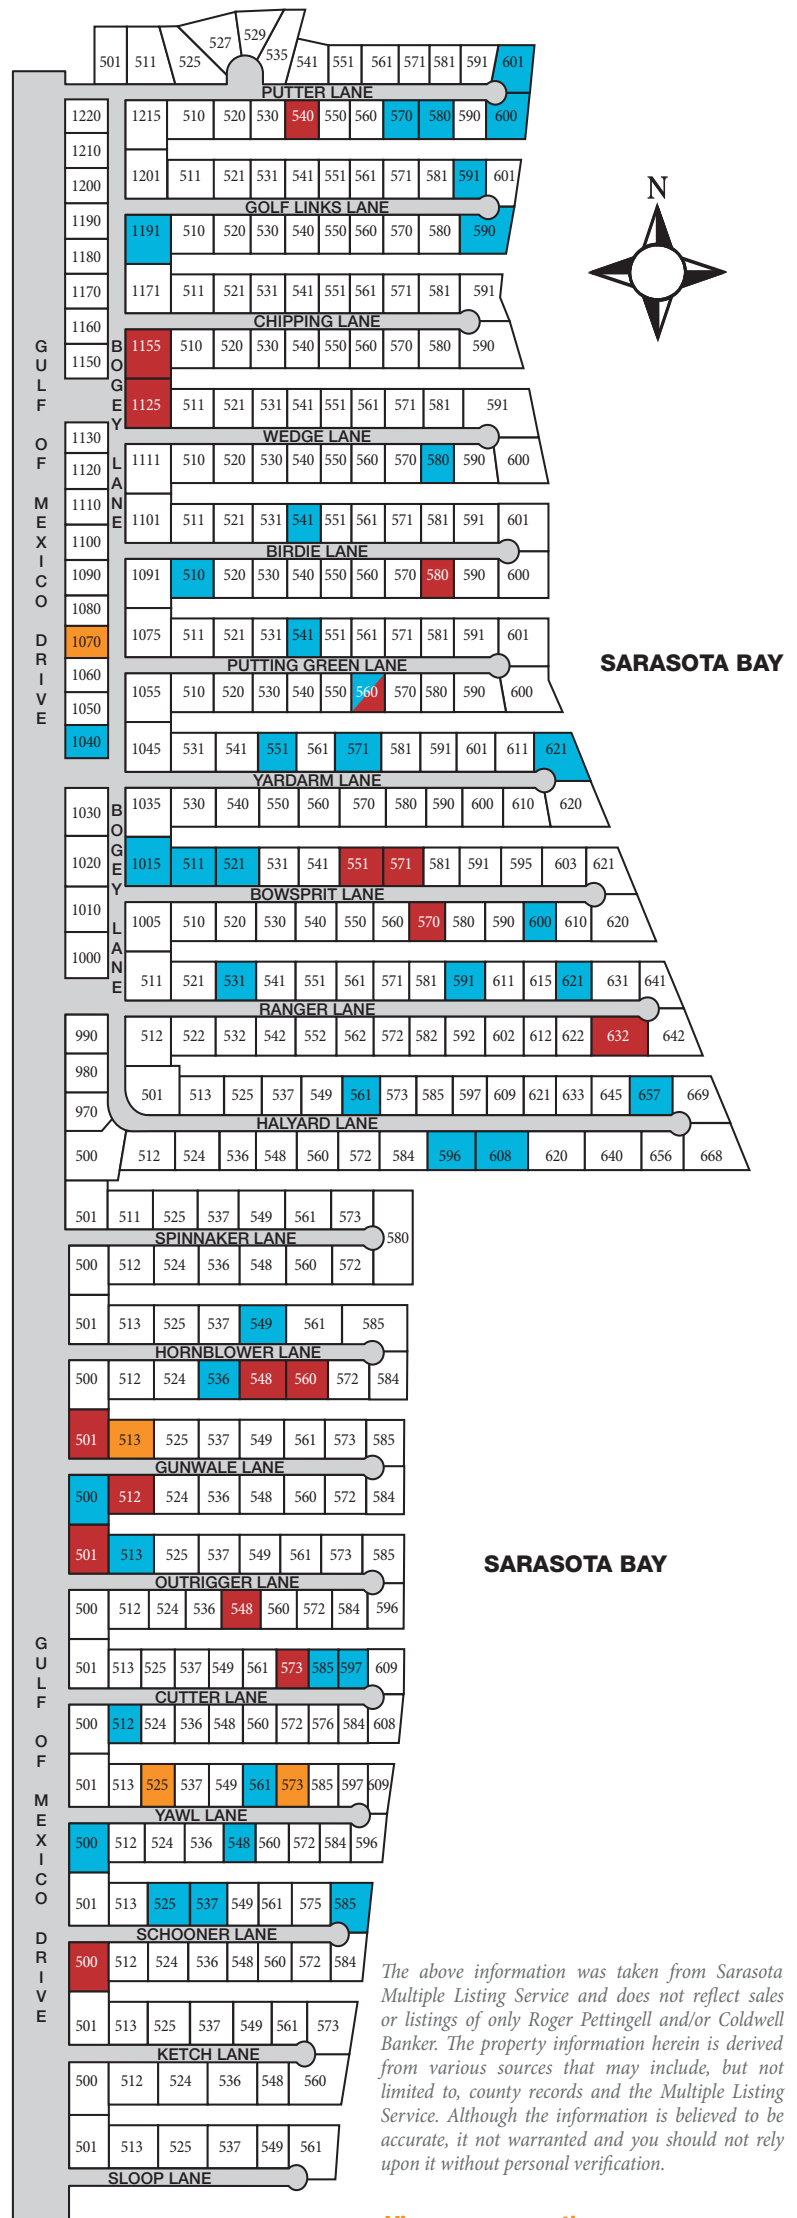 527 529
501 511 525 535 541 551 561 571 581 591 601
PUTTER LANE
1220 1215 510 520 530 540 550 560 570 580 590 600
1210
1200 1201 511 521 531 541 551 561 571 581 591 601
GOLF LINKS LANE
1190 1191 510 520 530 540 550 560 570 580 590
1180
1170 1171 511 521 531 541 551 561 571 581 591
CHIPPING LANE
1160
1150 1155 510 520 530 540 550 560 570 580 590
1125 511 521 531 541 551 561 571 581 591
WEDGE LANE
1130
1120 1111 510 520 530 540 550 560 570 580 590 600
1110
1100 1101 511 521 531 541 551 561 571 581 591 601
BIRDIE LANE
1090 1091 510 520 530 540 550 560 570 580 590 600
1080
1070 1075 511 521 531 541 551 561 571 581 591 601
PUTTING GREEN LANE
1060
1050 1055 510 520 530 540 550 560 570 580 590 600
1040 1045 531 541 551 561 571 581 591 601 611 621
YARDARM LANE
1030 1035 530 540 550 560 570 580 590 600 610 620
1020 1015 511 521 531 541 551 571 581 591 595 603 621
BOWSPRIT LANE
1010 1005 510 520 530 540 550 560 570 580 590 600 610 620
1000 511 521 531 541 551 561 571 581 591 611 615 621 631 641
RANGER LANE
990 512 522 532 542 552 562 572 582 592 602 612 622 632 642
980
970 501 513 525 537 549 561 573 585 597 609 621 633 645 657 669
HALYARD LANE
500 512 524 536 548 560 572 584 596 608 620 640 656 668
501 511 525 537 549 561 573 580
SPINNAKER LANE
500 512 524 536 548 560 572
501 513 525 537 549 561 585
HORNBLOWER LANE
500 512 524 536 548 560 572 584
501 513 525 537 549 561 573 585
GUNWALE LANE
500 512 524 536 548 560 572 584
501 513 525 537 549 561 573 585
OUTRIGGER LANE
500 512 524 536 548 560 572 584 596
501 513 525 537 549 561 573 585 597 609
CUTTER LANE
500 512 524 536 548 560 572 576 584 608
501 513 525 537 549 561 573 585 597 609
YAWL LANE
500 512 524 536 548 560 572 584 596
501 513 525 537 549 561 575 585
SCHOONER LANE
500 512 524 536 548 560 572 584
501 513 525 537 549 561 573
KETCH LANE
500 512 524 536 548 560
501 513 525 537 549 561
SLOOP LANE
GULF OF MEXICO DRIVE
BOGEY LANE
BOGEY LANE
GULF OF MEXICO DRIVE
N
SARASOTA BAY
SARASOTA BAY
The above information was taken from Sarasota
Multiple Listing Service and does not reflect sales
or listings of only Roger Pettingell and/or Coldwell
Banker. The property information herein is derived
from various sources that may include, but not
limited to, county records and the Multiple Listing
Service. Although the information is believed to be
accurate, it not warranted and you should not rely
upon it without personal verification.